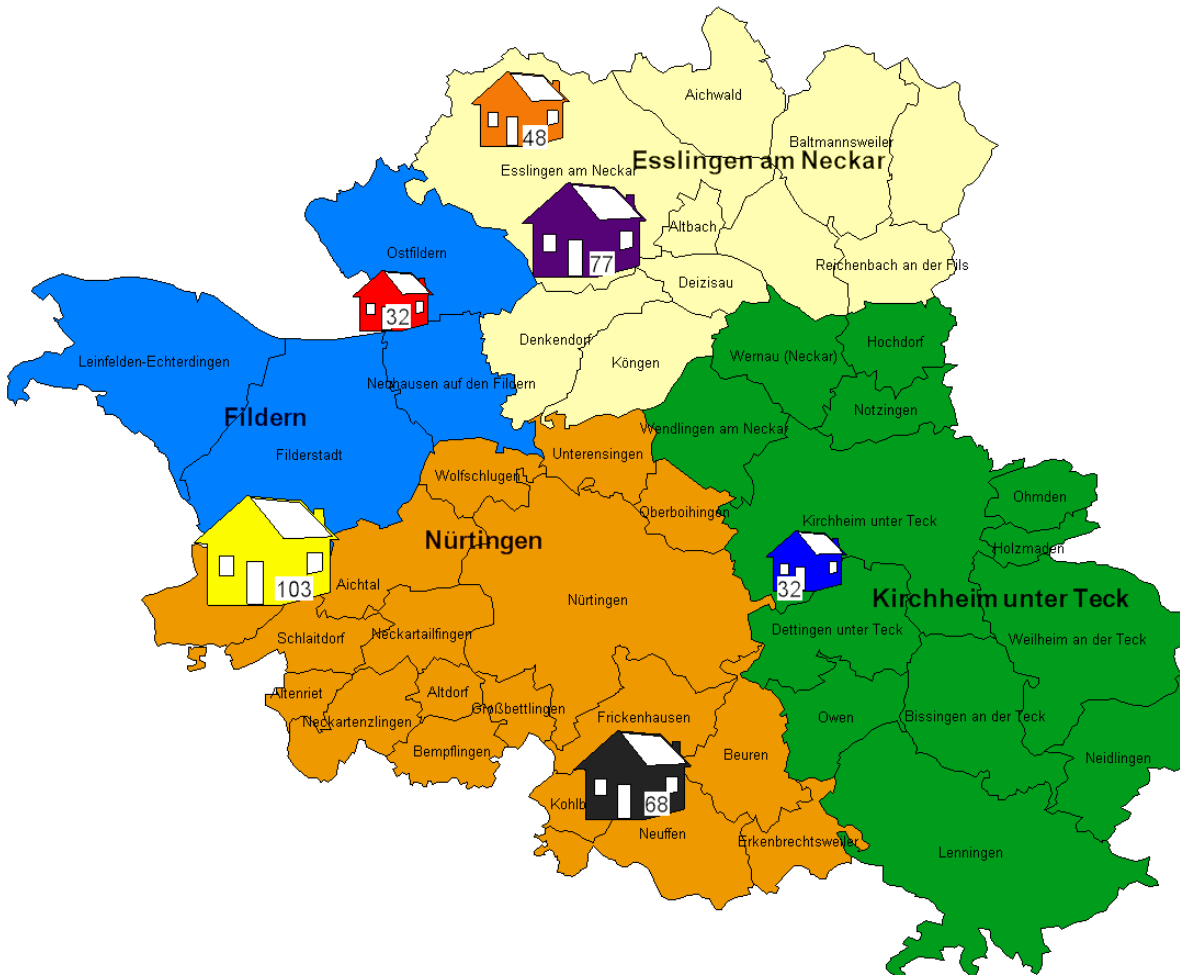 Aichwald
48
Baltmannsweiler
Esslingen am Neckar
Esslingen am Neckar
Altbach
Ostfildern
77
Reichenbach an der Fils
Deizisau
32
Denkendorf
Hochdorf
Leinfelden-Echterdingen
Wernau (Neckar)
Köngen
Neuhausen auf den Fildern
Notzingen
Fildern
Wendlingen am Neckar
Filderstadt
Unterensingen
Wolfschlugen
Ohmden
Oberboihingen
Kirchheim unter Teck
Nürtingen
Holzmaden
Aichtal
103
32
Nürtingen
Kirchheim unter Teck
Dettingen unter Teck
Schlaitdorf
Neckartailfingen
Weilheim an der Teck
Altenriet
Altdorf
Großbettlingen
Frickenhausen
Owen
Bissingen an der Teck
Neckartenzlingen
Bempflingen
Beuren
Neidlingen
Kohlb
68
Neuffen
Erkenbrechtsweiler
Lenningen